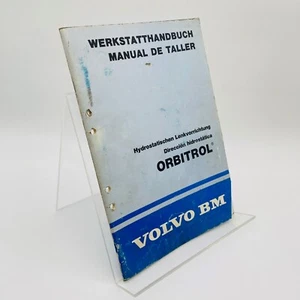 WERKSTATTHANDBUCH
MANUAL DE TALLER
Hydrostatischen Lenkvorrichtung
Dirección hidrostática
ORBITROL
VOLVO BM